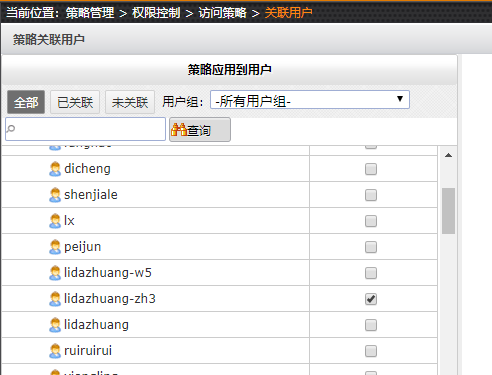 当前位置：策略管理 > 权限控制 > 访问策略 > 关联用户
策略关联用户
策略应用到用户
全部 已关联 未关联 用户组： -所有用户组-
查询
dicheng
shenjiale
lx
peijun
lidazhuang-w5
lidazhuang-zh3
lidazhuang
ruiruirui